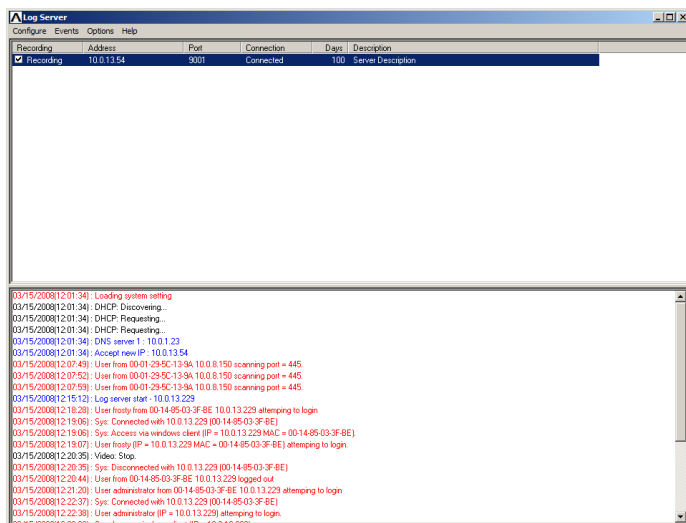 Log Server
Configure Events Options Help
Recording Address Port Connection Days Description
Recording 10.0.13.54 9001 Connected 100 Server Description
03/15/2008(12:01:34) : Loading system setting
03/15/2008(12:01:34) : DHCP: Discovering...
03/15/2008(12:01:34) : DHCP: Requesting...
03/15/2008(12:01:34) : DHCP: Requesting...
03/15/2008(12:01:34) : DNS server 1 : 10.0.1.23
03/15/2008(12:01:34) : Accept new IP : 10.0.13.54
03/15/2008(12:07:49) : User from 00-01-29-5C-13-9A 10.0.8.150 scanning port = 445.
03/15/2008(12:07:52) : User from 00-01-29-5C-13-9A 10.0.8.150 scanning port = 445.
03/15/2008(12:07:59) : User from 00-01-29-5C-13-9A 10.0.8.150 scanning port = 445.
03/15/2008(12:15:12) : Log server start - 10.0.13.229
03/15/2008(12:18:28) : User frosty from 00-14-85-03-3F-BE 10.0.13.229 attemping to login
03/15/2008(12:19:06) : Sys: Connected with 10.0.13.229 (00-14-85-03-3F-BE)
03/15/2008(12:19:06) : Sys: Access via windows client (IP = 10.0.13.229 MAC = 00-14-85-03-3F-BE).
03/15/2008(12:19:07) : User frosty (IP = 10.0.13.229 MAC = 00-14-85-03-3F-BE) attemping to login.
03/15/2008(12:20:35) : Video: Stop.
03/15/2008(12:20:35) : Sys: Disconnected with 10.0.13.229 (00-14-85-03-3F-BE)
03/15/2008(12:20:44) : User from 00-14-85-03-3F-BE 10.0.13.229 logged out
03/15/2008(12:21:20) : User administrator from 00-14-85-03-3F-BE 10.0.13.229 attemping to login
03/15/2008(12:22:37) : Sys: Connected with 10.0.13.229 (00-14-85-03-3F-BE)
03/15/2008(12:22:38) : User administrator (IP = 10.0.13.229) attemping to login.